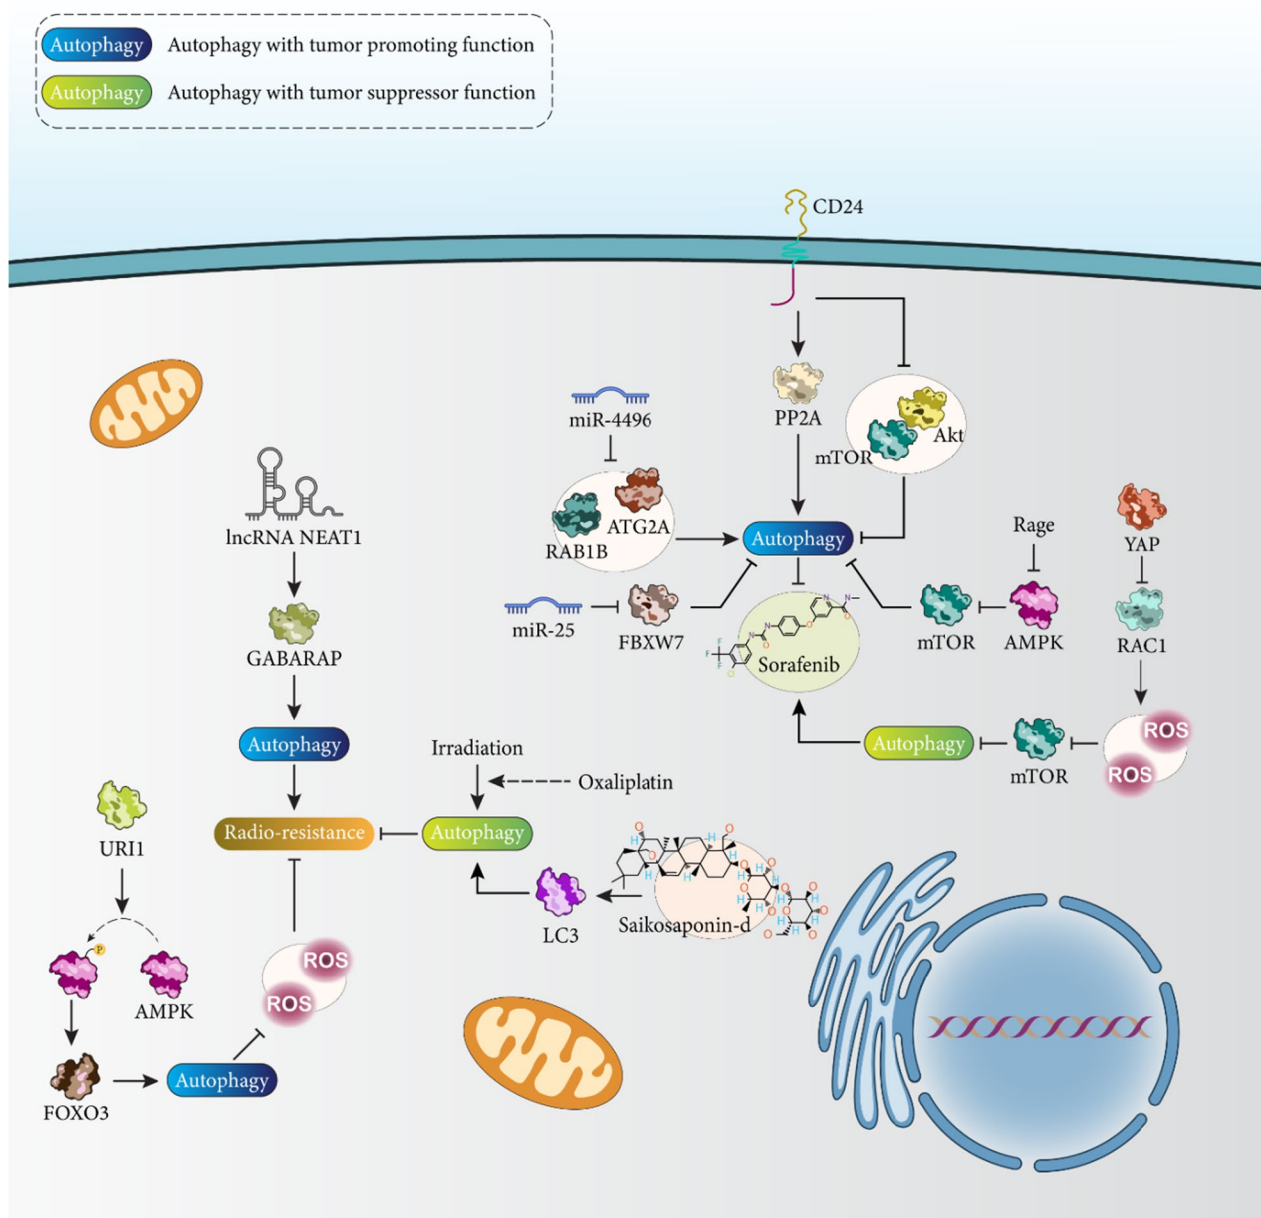 Autophagy Autophagy with tumor promoting function
Autophagy Autophagy with tumor suppressor function
CD24
PP2A
Akt
mTOR
miR-4496
ATG2A
RAB1B
Autophagy
lncRNA NEAT1
Rage
YAP
miR-25
FBXW7
mTOR
AMPK
RAC1
GABARAP
Sorafenib
F
F
F
Cl
N
N
O
O
N
N
O
ROS
ROS
Autophagy
mTOR
Autophagy
Irradiation
Oxaliplatin
URI1
Radio-resistance
Autophagy
LC3
Saikosaponin-d
O
O
O
H
H
H
H
O
O
H
H
O
O
H
H
O
O
H
O
H
O
O
P
AMPK
ROS
ROS
FOXO3
Autophagy